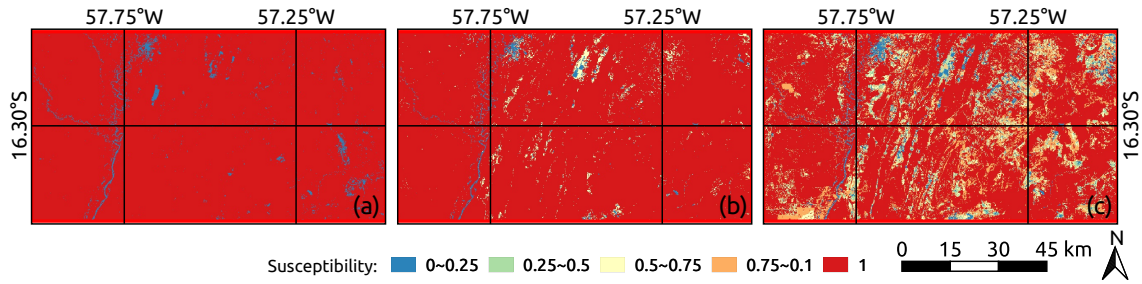 57.75°W 57.25°W 57.75°W 57.25°W 57.75°W 57.25°W
16.30°S 16.30°S
(a) (b) (c)
N
0 15 30 45 km
Susceptibility: 0~0.25 0.25~0.5 0.5~0.75 0.75~0.1 1